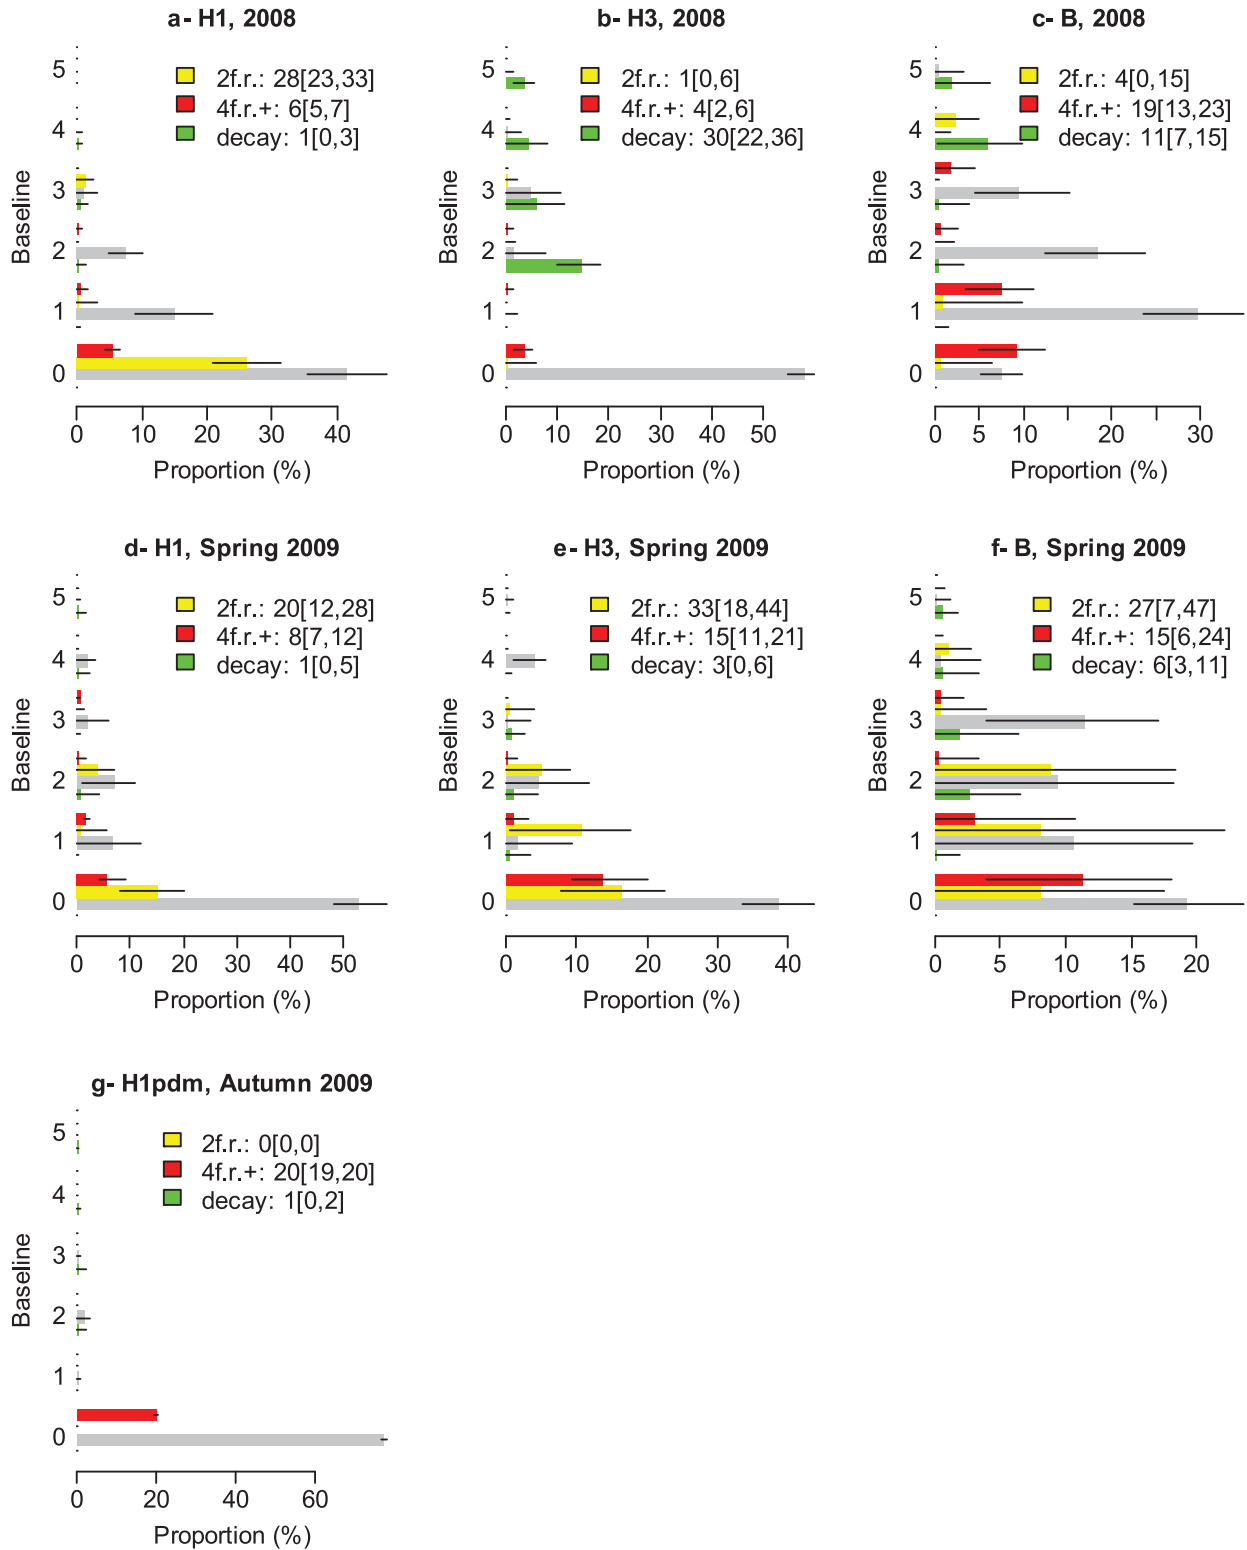 a- H1, 2008
2f.r.: 28[23,33]
4f.r.+: 6[5,7]
decay: 1[0,3]
Baseline
5
4
3
2
1
0
0 10 20 30 40
Proportion (%)
b- H3, 2008
2f.r.: 1[0,6]
4f.r.+: 4[2,6]
decay: 30[22,36]
Baseline
5
4
3
2
1
0
0 10 20 30 40 50
Proportion (%)
c- B, 2008
2f.r.: 4[0,15]
4f.r.+: 19[13,23]
decay: 11[7,15]
Baseline
5
4
3
2
1
0
0 5 10 20 30
Proportion (%)
d- H1, Spring 2009
2f.r.: 20[12,28]
4f.r.+: 8[7,12]
decay: 1[0,5]
Baseline
5
4
3
2
1
0
0 10 20 30 40 50
Proportion (%)
e- H3, Spring 2009
2f.r.: 33[18,44]
4f.r.+: 15[11,21]
decay: 3[0,6]
Baseline
5
4
3
2
1
0
0 10 20 30 40
Proportion (%)
f- B, Spring 2009
2f.r.: 27[7,47]
4f.r.+: 15[6,24]
decay: 6[3,11]
Baseline
5
4
3
2
1
0
0 5 10 15 20
Proportion (%)
g- H1pdm, Autumn 2009
2f.r.: 0[0,0]
4f.r.+: 20[19,20]
decay: 1[0,2]
Baseline
5
4
3
2
1
0
0 20 40 60
Proportion (%)